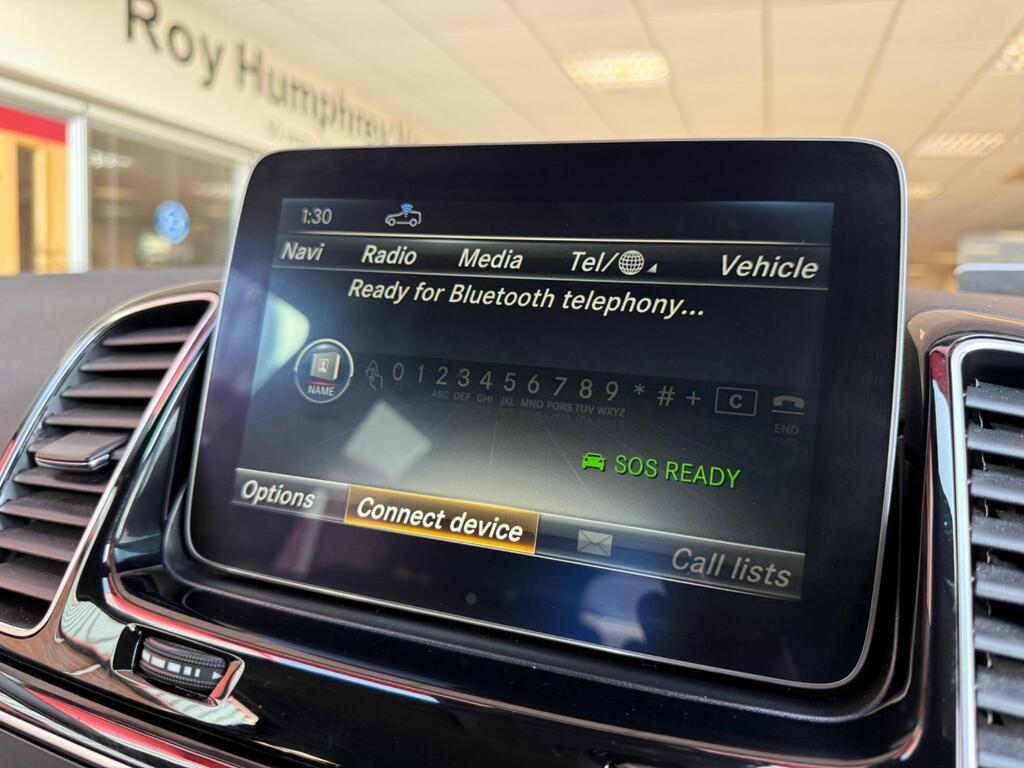 Roy Humphrey
1:30
Navi Radio Media Tel/ Vehicle
Ready for Bluetooth telephony...
NAME
0 1 2 3 4 5 6 7 8 9 * # + C
ABC DEF GHI JKL MNO PQRS TUV WXYZ
END
SOS READY
Options Connect device Call lists